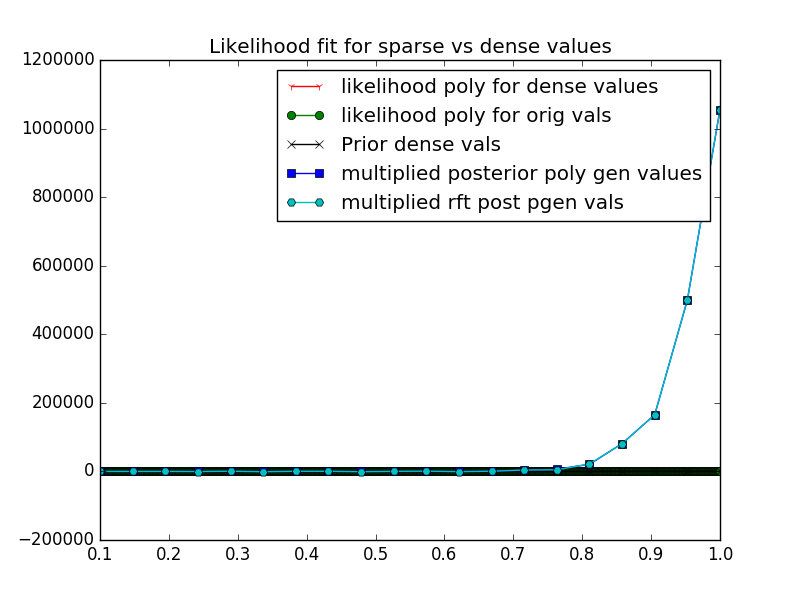 Likelihood fit for sparse vs dense values
1200000
1000000
800000
600000
400000
200000
0
−200000
likelihood poly for dense values
likelihood poly for orig vals
Prior dense vals
multiplied posterior poly gen values
multiplied rft post pgen vals
0.1 0.2 0.3 0.4 0.5 0.6 0.7 0.8 0.9 1.0